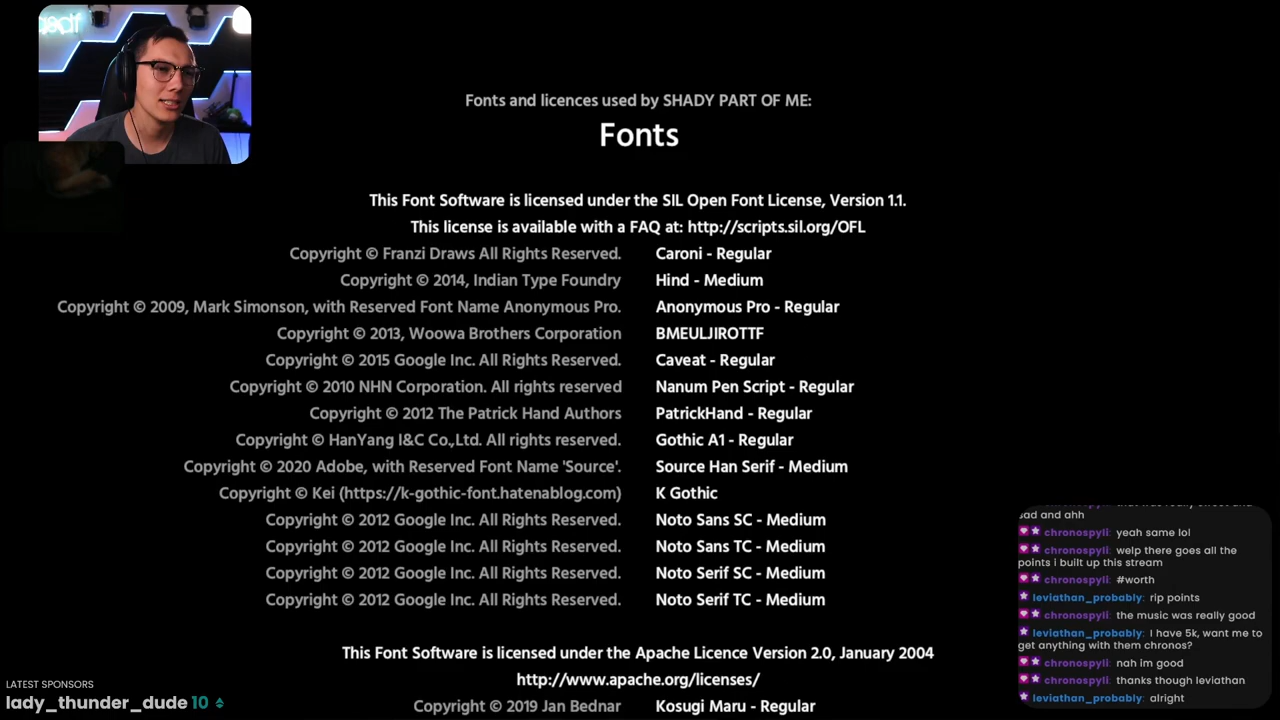 Fonts and licences used by SHADY PART OF ME:
Fonts
This Font Software is licensed under the SIL Open Font License, Version 1.1.
This license is available with a FAQ at: http://scripts.sil.org/OFL
Copyright © Franzi Draws All Rights Reserved. Caroni - Regular
Copyright © 2014, Indian Type Foundry Hind - Medium
Copyright © 2009, Mark Simonson, with Reserved Font Name Anonymous Pro. Anonymous Pro - Regular
Copyright © 2013, Woowa Brothers Corporation BMEULJIROTTF
Copyright © 2015 Google Inc. All Rights Reserved. Caveat - Regular
Copyright © 2010 NHN Corporation. All rights reserved Nanum Pen Script - Regular
Copyright © 2012 The Patrick Hand Authors PatrickHand - Regular
Copyright © HanYang I&C Co.,Ltd. All rights reserved. Gothic A1 - Regular
Copyright © 2020 Adobe, with Reserved Font Name 'Source'. Source Han Serif - Medium
Copyright © Kei (https://k-gothic-font.hatenablog.com) K Gothic
Copyright © 2012 Google Inc. All Rights Reserved. Noto Sans SC - Medium
Copyright © 2012 Google Inc. All Rights Reserved. Noto Sans TC - Medium
Copyright © 2012 Google Inc. All Rights Reserved. Noto Serif SC - Medium
Copyright © 2012 Google Inc. All Rights Reserved. Noto Serif TC - Medium
This Font Software is licensed under the Apache Licence Version 2.0, January 2004
http://www.apache.org/licenses/
Copyright © 2019 Jan Bednar Kosugi Maru - Regular
sad and ahh
chronospyli: yeah same lol
chronospyli: welp there goes all the
points i built up this stream
chronospyli: #worth
leviathan_probably: rip points
chronospyli: the music was really good
leviathan_probably: I have 5k, want me to
get anything with them chronos?
chronospyli: nah im good
chronospyli: thanks though leviathan
leviathan_probably: alright
LATEST SPONSORS
lady_thunder_dude 10